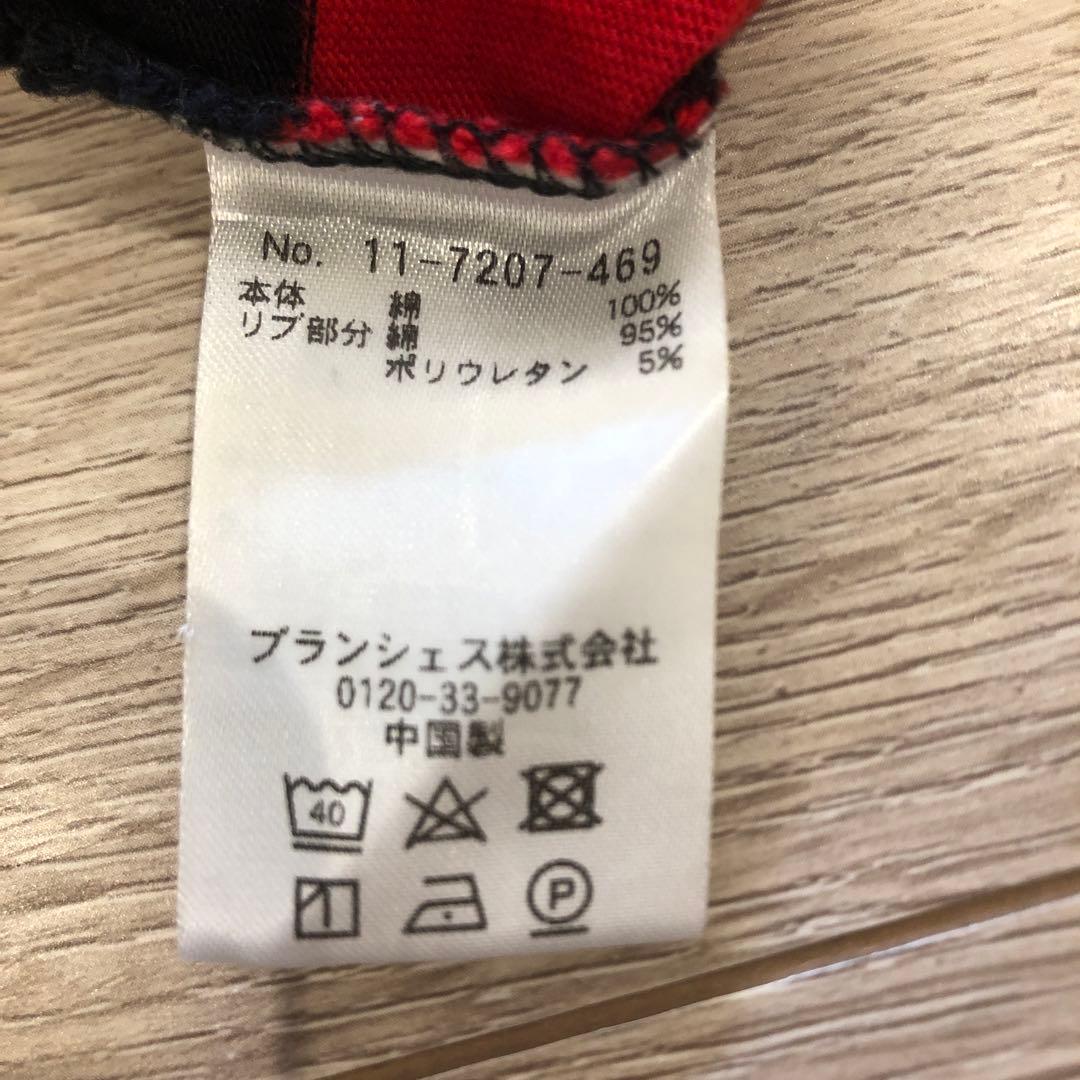 No. 11-7207-469
本体 綿 100%
リブ部分 綿 95%
ポリウレタン 5%
ブランシェス株式会社
0120-33-9077
中国製
40
P